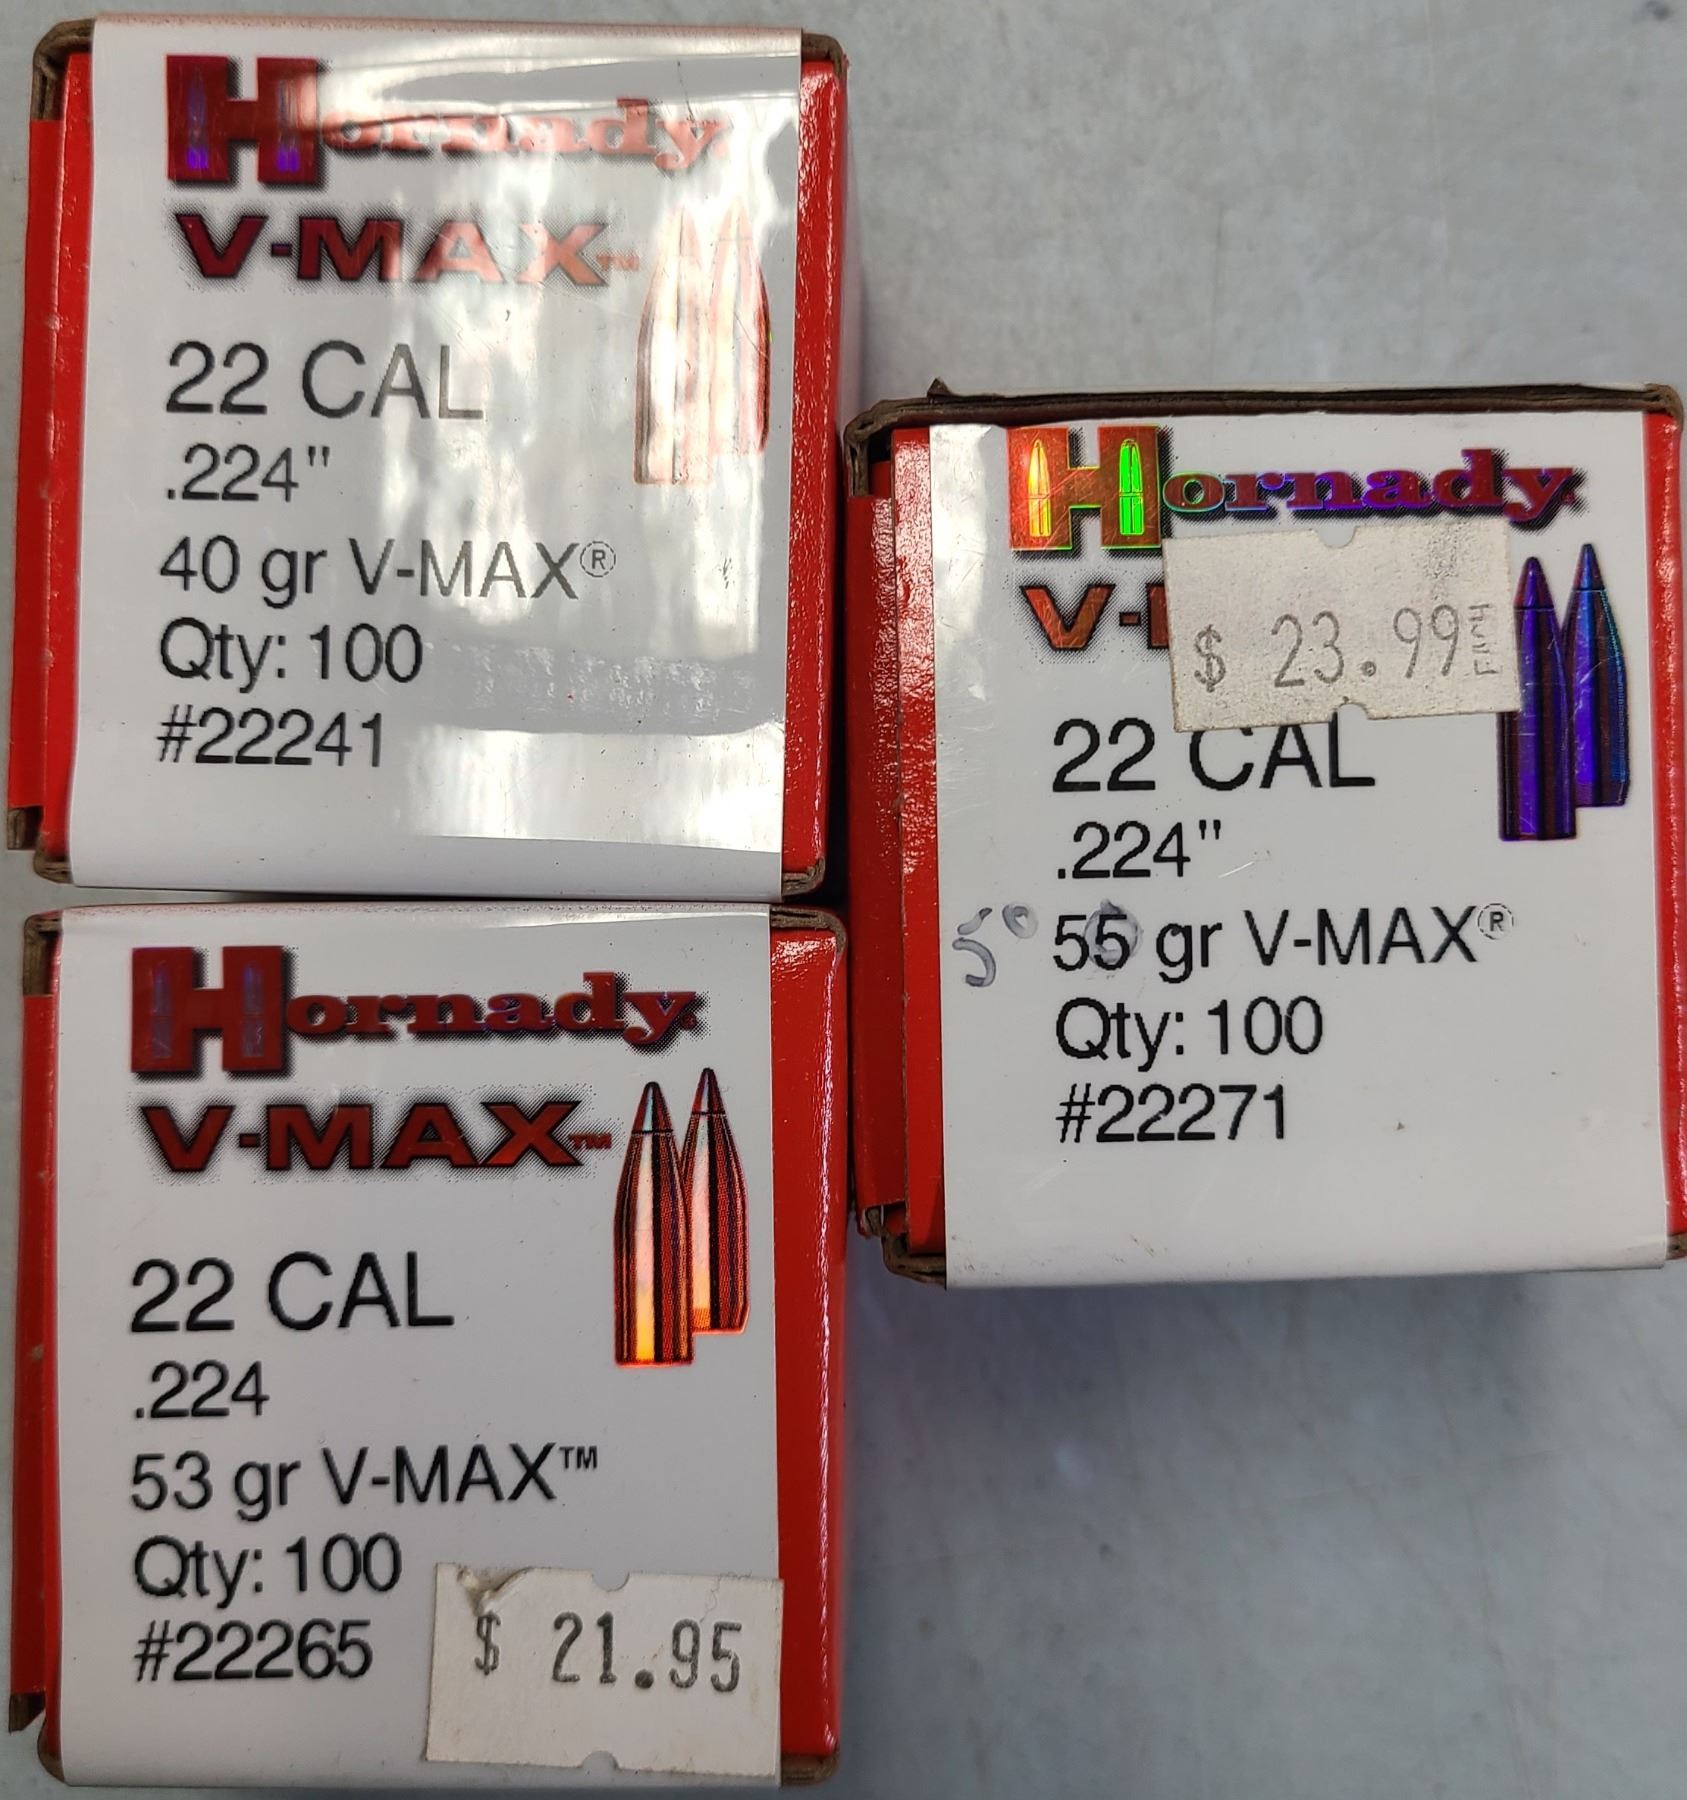 Hornady
V-MAX™
22 CAL
.224"
40 gr V-MAX®
Qty: 100
#22241
Hornady
V-MAX™
22 CAL
.224
53 gr V-MAX™
Qty: 100
#22265
$ 21.95
Hornady
V-
$ 23.99
22 CAL
.224"
50 55 gr V-MAX®
Qty: 100
#22271